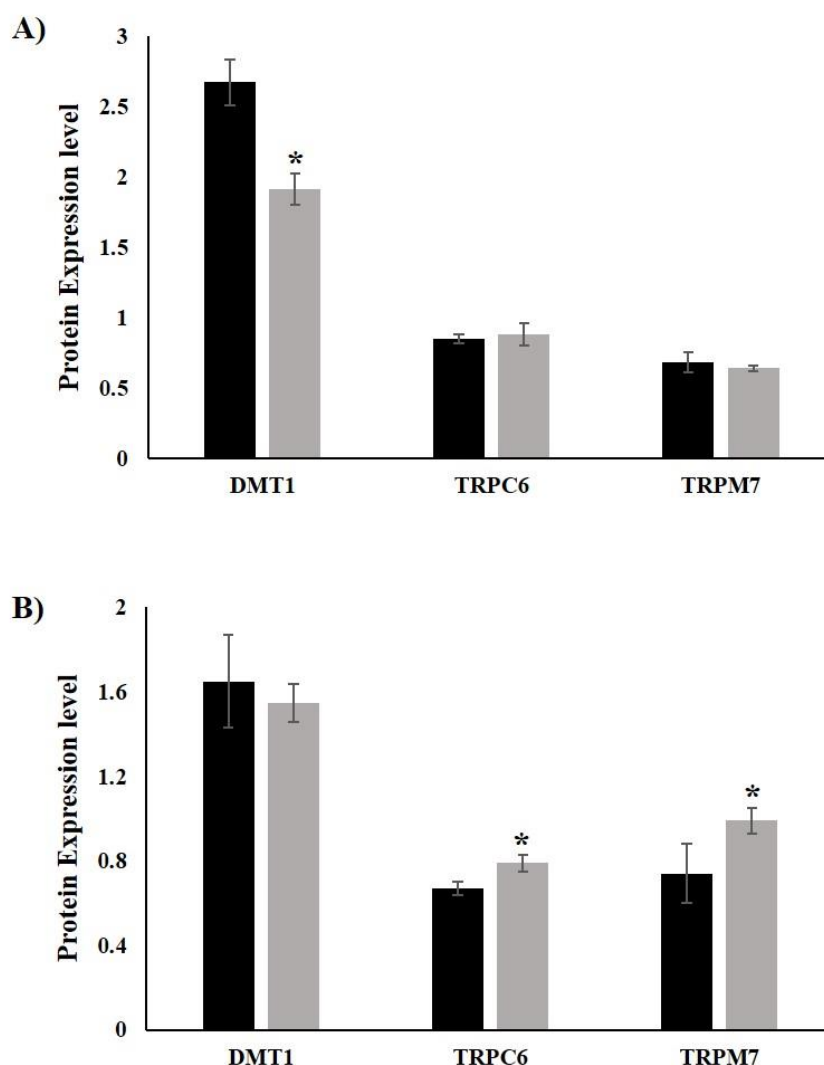 A)
Protein Expression level
3
2.5
2
1.5
1
0.5
0
*
DMT1 TRPC6 TRPM7
B)
Protein Expression level
2
1.6
1.2
0.8
0.4
0
* *
DMT1 TRPC6 TRPM7